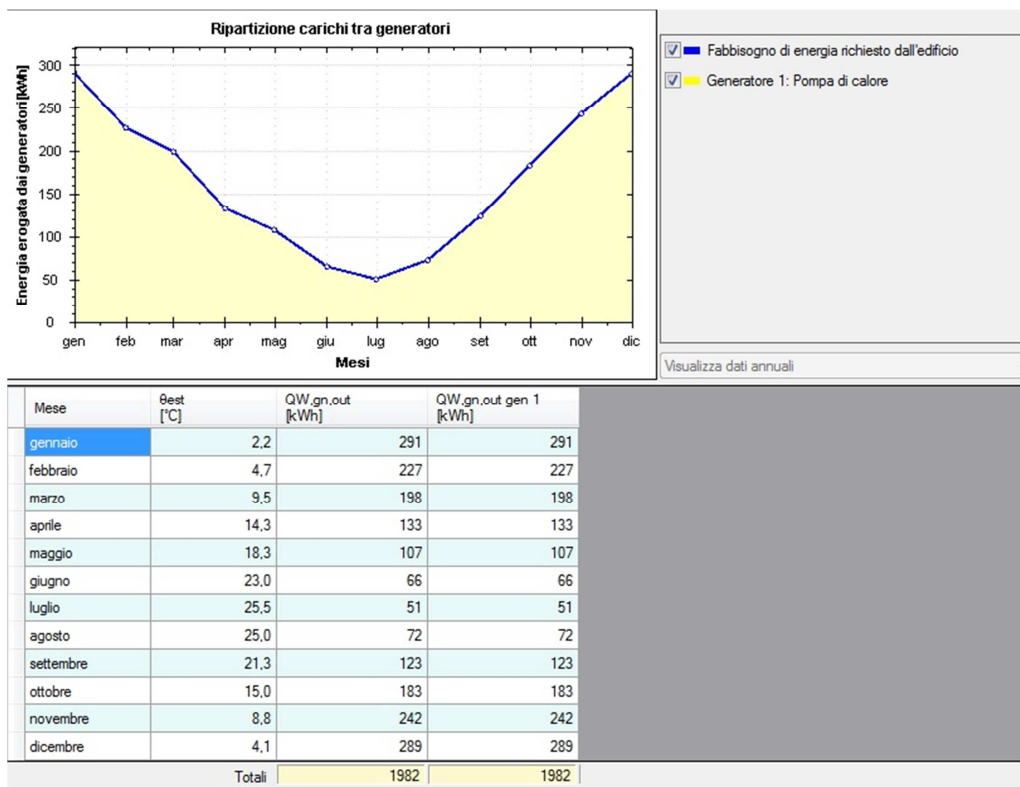 Ripartizione carichi tra generatori
Energia erogata dai generatori[kWh]
300
250
200
150
100
50
0
gen feb mar apr mag giu lug ago set ott nov dic
Mesi
Fabbisogno di energia richiesto dall'edificio
Generatore 1: Pompa di calore
Visualizza dati annuali
Mese θest [°C] QW,gn,out [kWh] QW,gn,out gen 1 [kWh]
gennaio 2,2 291 291
febbraio 4,7 227 227
marzo 9,5 198 198
aprile 14,3 133 133
maggio 18,3 107 107
giugno 23,0 66 66
luglio 25,5 51 51
agosto 25,0 72 72
settembre 21,3 123 123
ottobre 15,0 183 183
novembre 8,8 242 242
dicembre 4,1 289 289
Totali 1982 1982